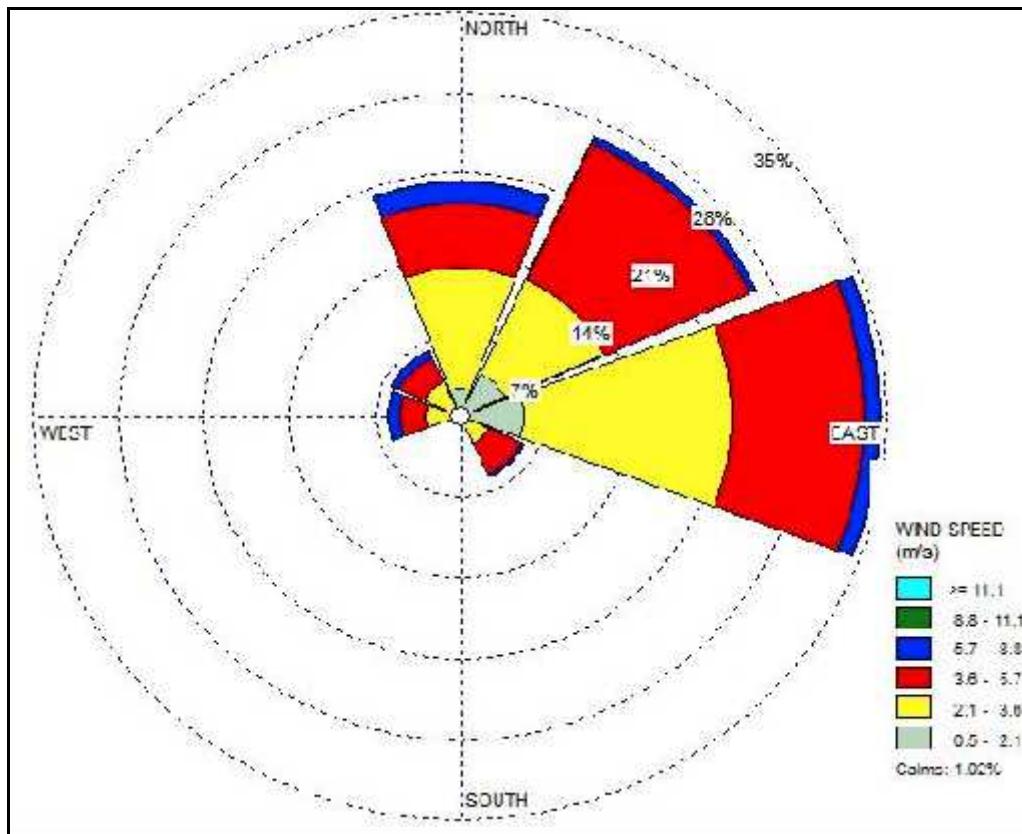 NORTH
35%
28%
21%
14%
7%
WEST
EAST
SOUTH
WIND SPEED
(m/s)
>= 11.1
8.8 - 11.1
5.7 - 8.8
3.6 - 5.7
2.1 - 3.6
0.5 - 2.1
Calms: 1.02%